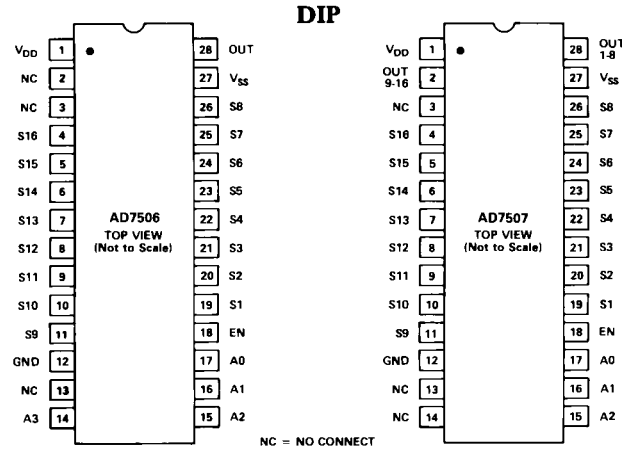 DIP
VDD 1 28 OUT
NC 2 27 VSS
NC 3 26 S8
S16 4 25 S7
S15 5 24 S6
S14 6 23 S5
S13 7 22 S4
S12 8 21 S3
S11 9 20 S2
S10 10 19 S1
S9 11 18 EN
GND 12 17 A0
NC 13 16 A1
A3 14 15 A2
AD7506
TOP VIEW
(Not to Scale)
VDD 1 28 OUT 1-8
OUT 9-16 2 27 VSS
NC 3 26 S8
S16 4 25 S7
S15 5 24 S6
S14 6 23 S5
S13 7 22 S4
S12 8 21 S3
S11 9 20 S2
S10 10 19 S1
S9 11 18 EN
GND 12 17 A0
NC 13 16 A1
NC 14 15 A2
AD7507
TOP VIEW
(Not to Scale)
NC = NO CONNECT